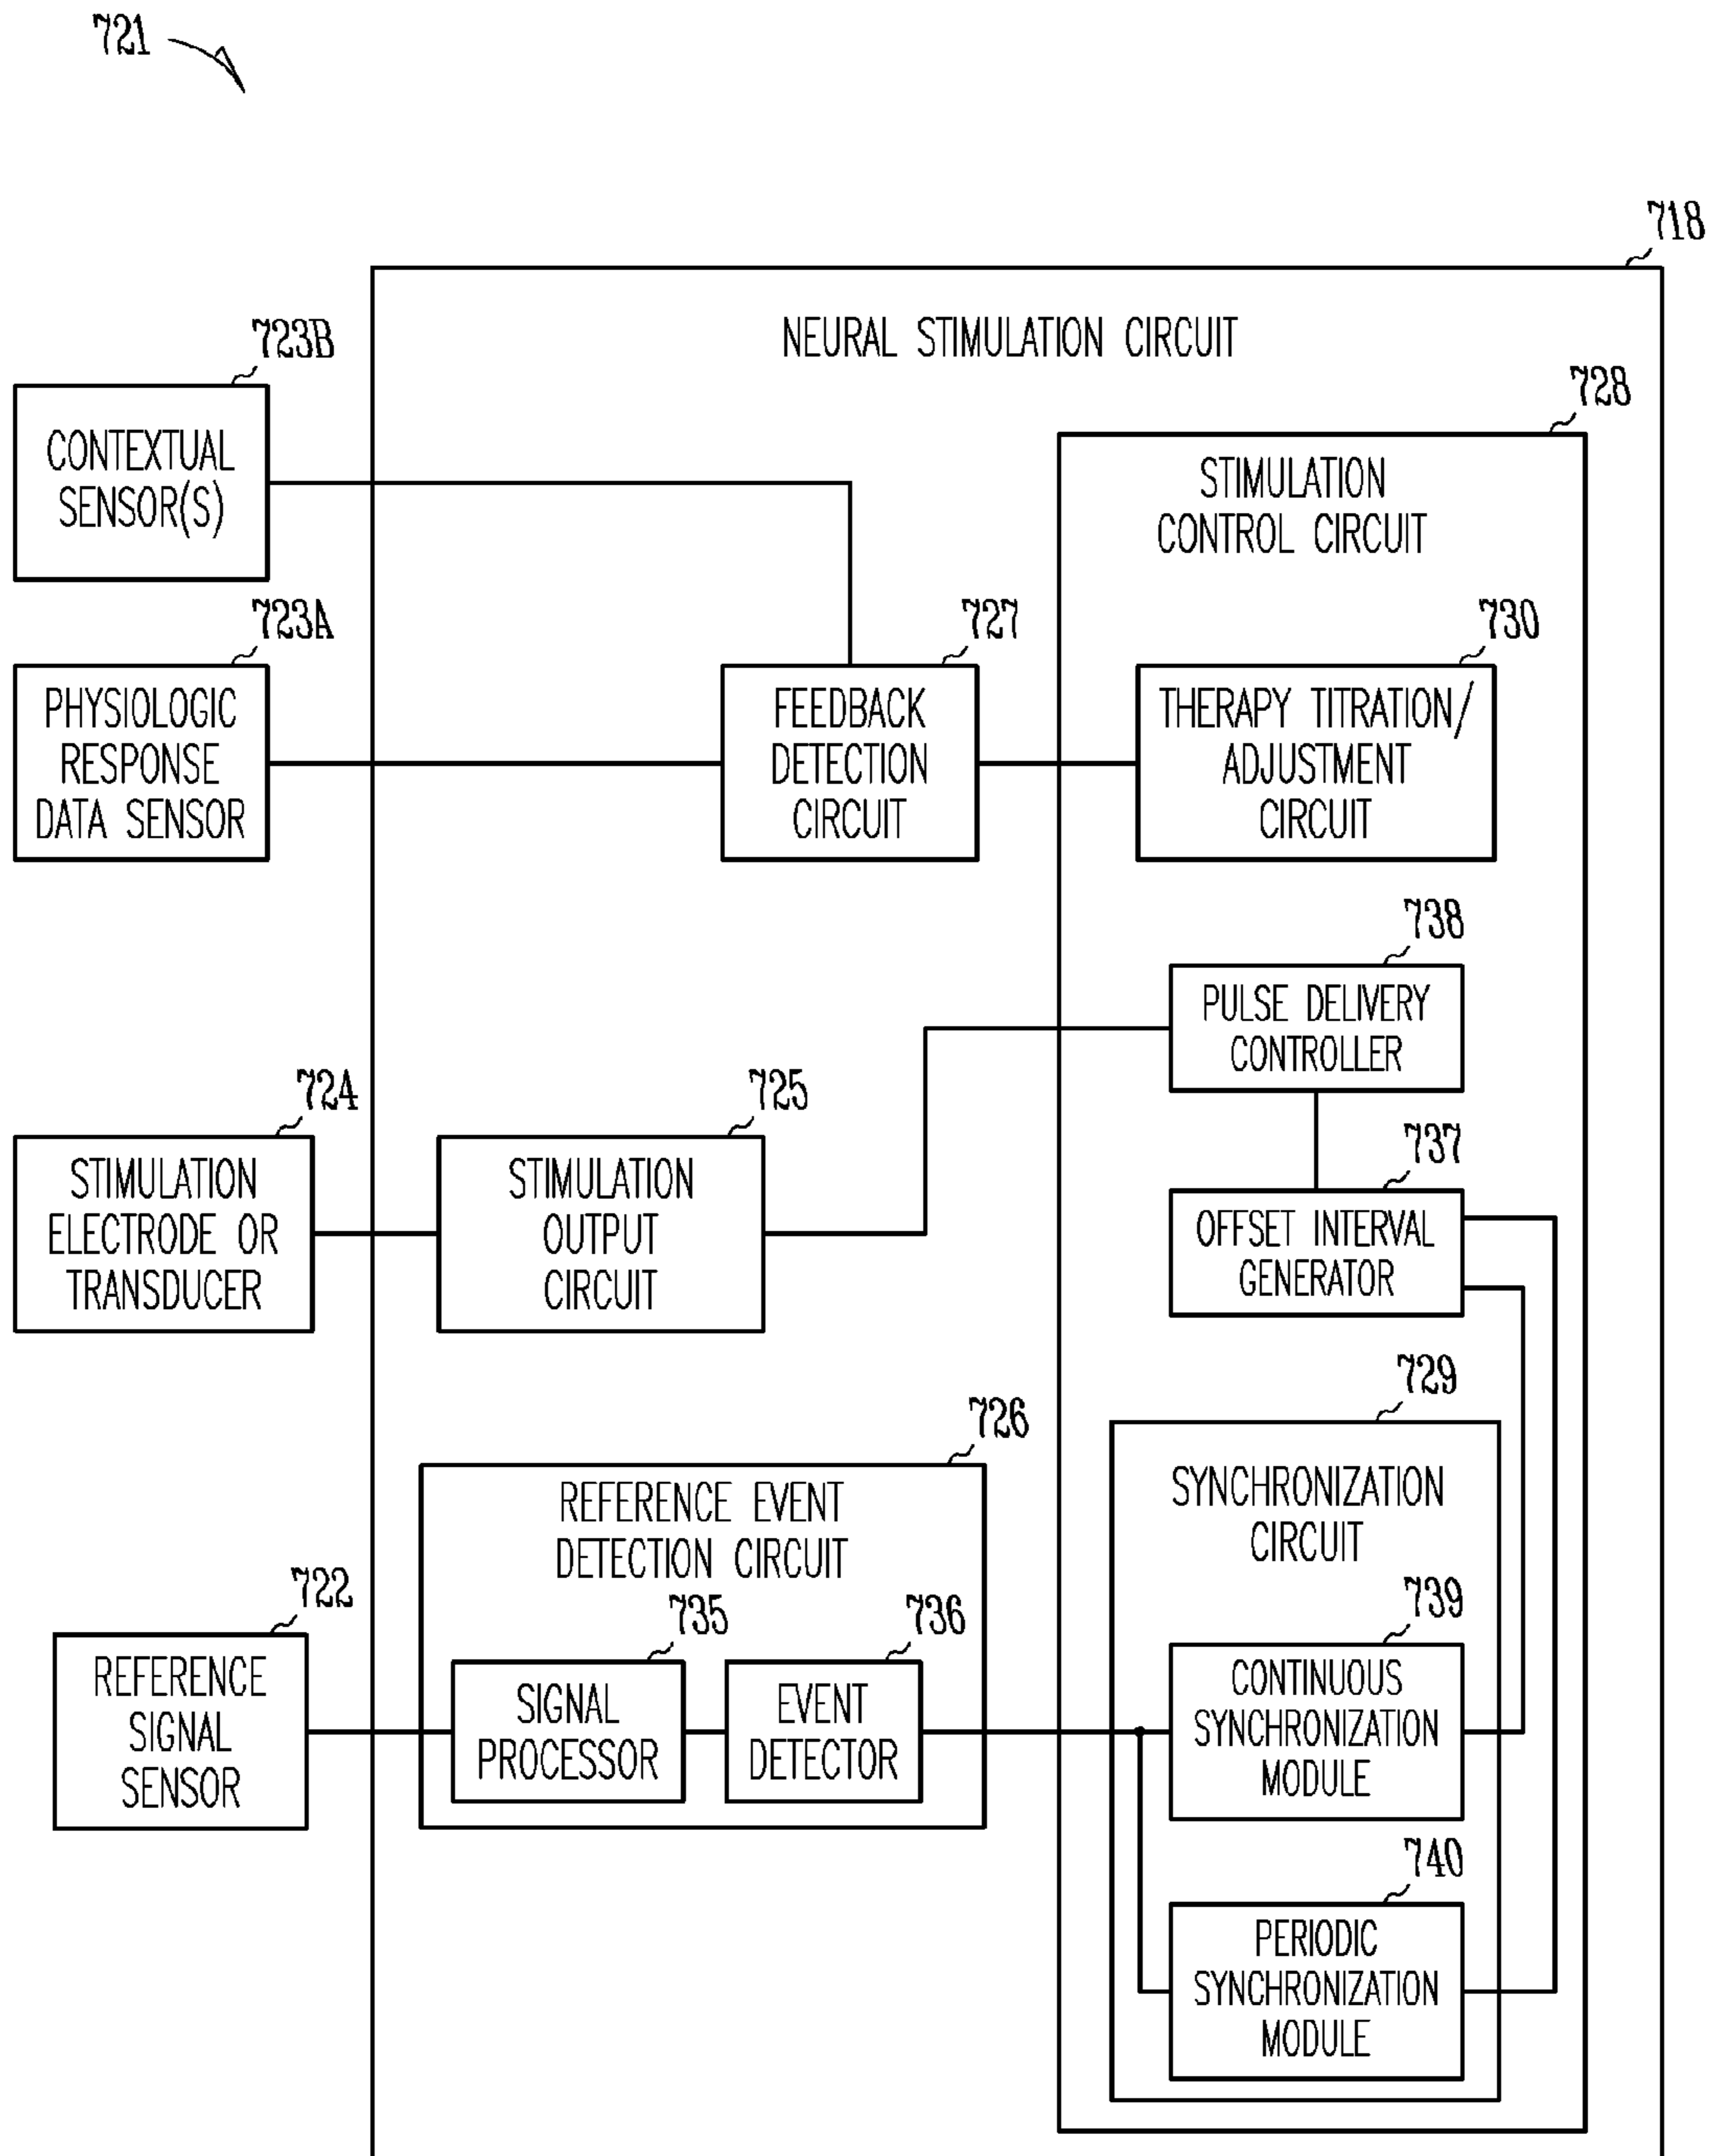 721
718
NEURAL STIMULATION CIRCUIT
723B
CONTEXTUAL
SENSOR(S)
728
STIMULATION
CONTROL CIRCUIT
723A
PHYSIOLOGIC
RESPONSE
DATA SENSOR
727
FEEDBACK
DETECTION
CIRCUIT
730
THERAPY TITRATION/
ADJUSTMENT
CIRCUIT
738
PULSE DELIVERY
CONTROLLER
724
STIMULATION
ELECTRODE OR
TRANSDUCER
725
STIMULATION
OUTPUT
CIRCUIT
737
OFFSET INTERVAL
GENERATOR
729
SYNCHRONIZATION
CIRCUIT
726
REFERENCE EVENT
DETECTION CIRCUIT
722
REFERENCE
SIGNAL
SENSOR
735
SIGNAL
PROCESSOR
736
EVENT
DETECTOR
739
CONTINUOUS
SYNCHRONIZATION
MODULE
740
PERIODIC
SYNCHRONIZATION
MODULE